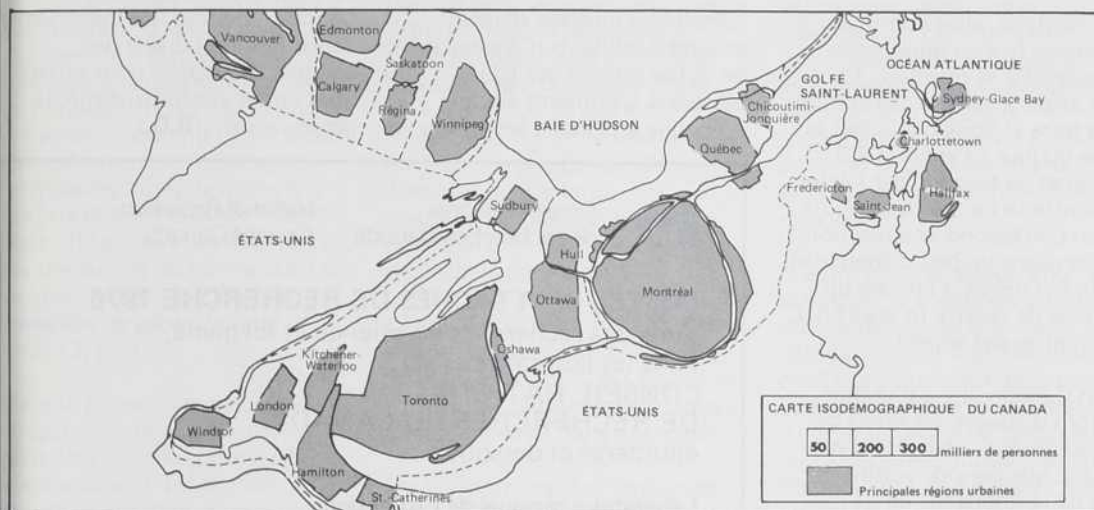 Vancouver
Edmonton
Calgary
Saskatoon
Régina
Winnipeg
BAIE D'HUDSON
GOLFE
SAINT-LAURENT
OCÉAN ATLANTIQUE
Sydney-Glace Bay
Chicoutimi-
Jonquière
Québec
Charlottetown
Fredericton
Saint-Jean
Halifax
ÉTATS-UNIS
Sudbury
Hull
Ottawa
Montréal
Oshawa
Kitchener-
Waterloo
Toronto
London
Windsor
Hamilton
St.-Catherines
ÉTATS-UNIS
CARTE ISODÉMOGRAPHIQUE DU CANADA
50 200 300 milliers de personnes
Principales régions urbaines